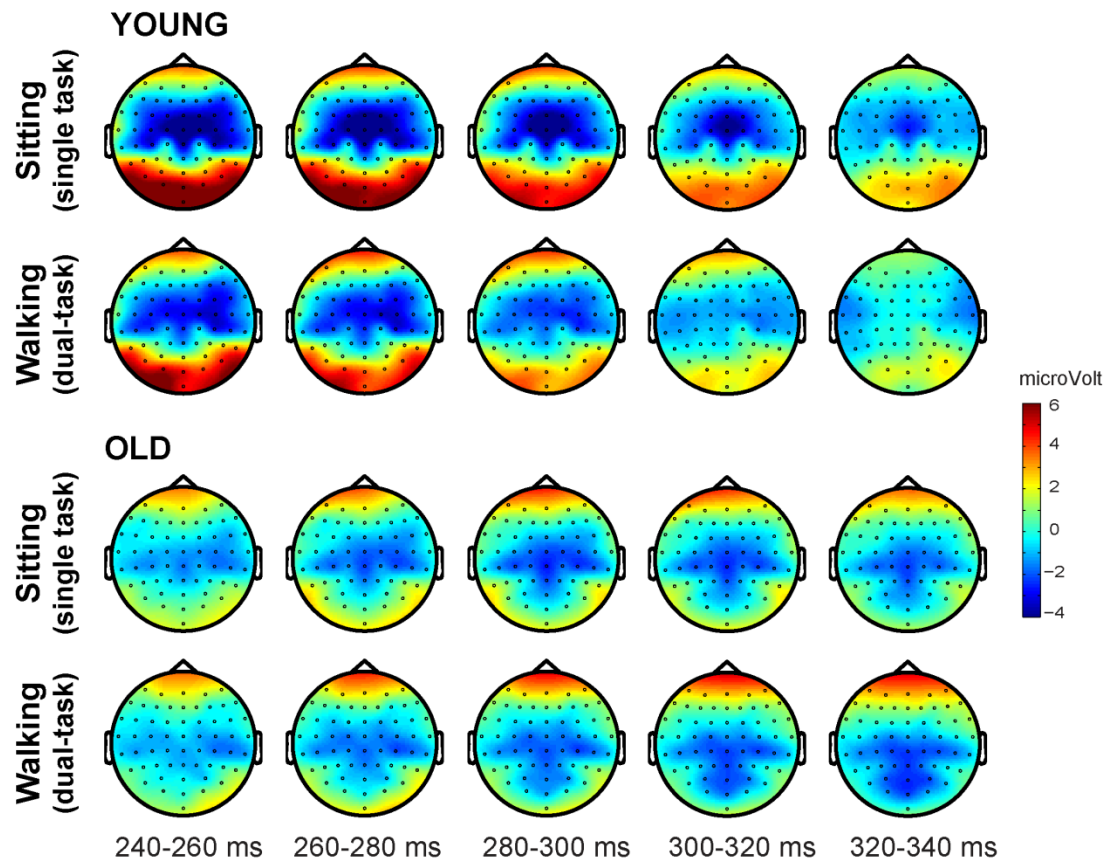 YOUNG
Sitting
(single task)
Walking
(dual-task)
microVolt
6
4
2
0
−2
−4
OLD
Sitting
(single task)
Walking
(dual-task)
240-260 ms
260-280 ms
280-300 ms
300-320 ms
320-340 ms